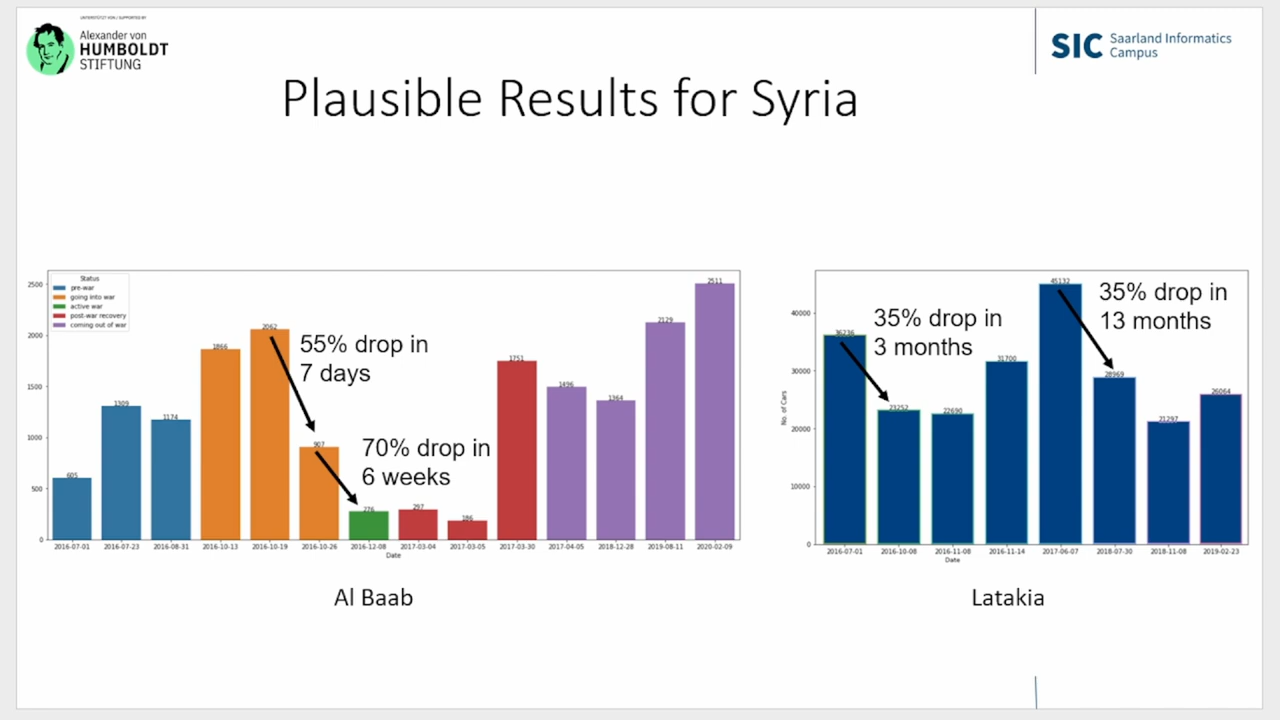 UNTERSTÜTZT VON / SUPPORTED BY
Alexander von
HUMBOLDT
STIFTUNG
SIC Saarland Informatics
Campus
Plausible Results for Syria
Status
pre-war
going into war
active war
post-war recovery
coming out of war
2500
2000
1500
1000
500
0
605
1309
1174
1866
2062
907
276
297
186
1751
1496
1364
2129
2511
55% drop in
7 days
70% drop in
6 weeks
2016-07-01
2016-07-23
2016-08-31
2016-10-13
2016-10-19
2016-10-26
2016-12-08
2017-03-04
2017-03-05
2017-03-30
2017-04-05
2018-12-28
2019-08-11
2020-02-09
Date
Al Baab
No. of Cars
40000
30000
20000
10000
0
36236
23252
22690
31700
45132
28969
21297
26064
35% drop in
3 months
35% drop in
13 months
2016-07-01
2016-10-08
2016-11-08
2016-11-14
2017-06-07
2018-07-30
2018-11-08
2019-02-23
Date
Latakia